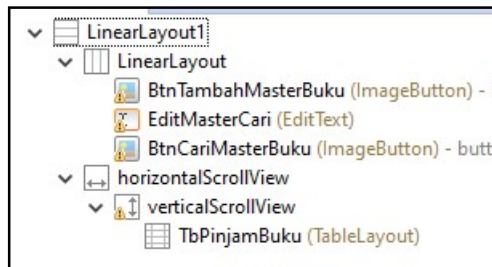 LinearLayout1
LinearLayout
BtnTambahMasterBuku (ImageButton) -
EditMasterCari (EditText)
BtnCariMasterBuku (ImageButton) - butt
horizontalScrollView
verticalScrollView
TbPinjamBuku (TableLayout)